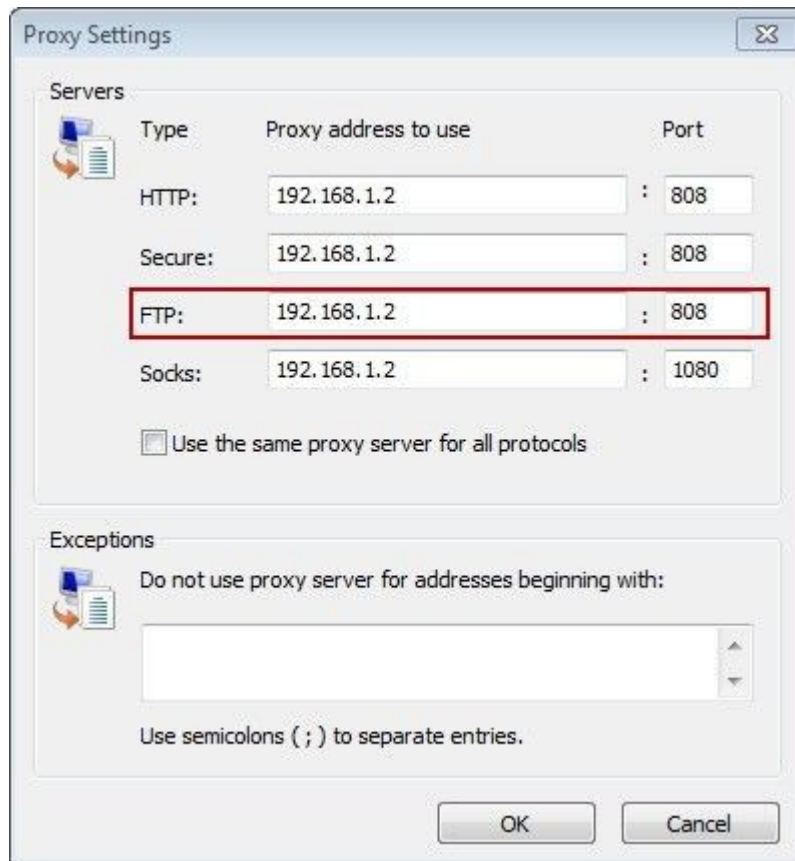 Proxy Settings
Servers
Type Proxy address to use Port
HTTP: 192.168.1.2 : 808
Secure: 192.168.1.2 : 808
FTP: 192.168.1.2 : 808
Socks: 192.168.1.2 : 1080
Use the same proxy server for all protocols
Exceptions
Do not use proxy server for addresses beginning with:
Use semicolons ( ; ) to separate entries.
OK Cancel